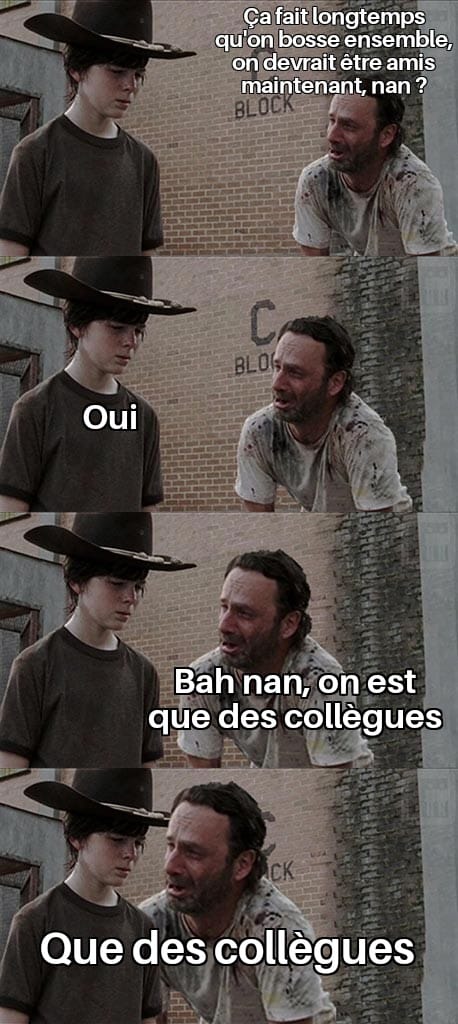 Ça fait longtemps
qu'on bosse ensemble,
on devrait être amis
maintenant, nan ?
BLOCK
C
BLOC
Oui
Bah nan, on est
que des collègues
CK
Que des collègues